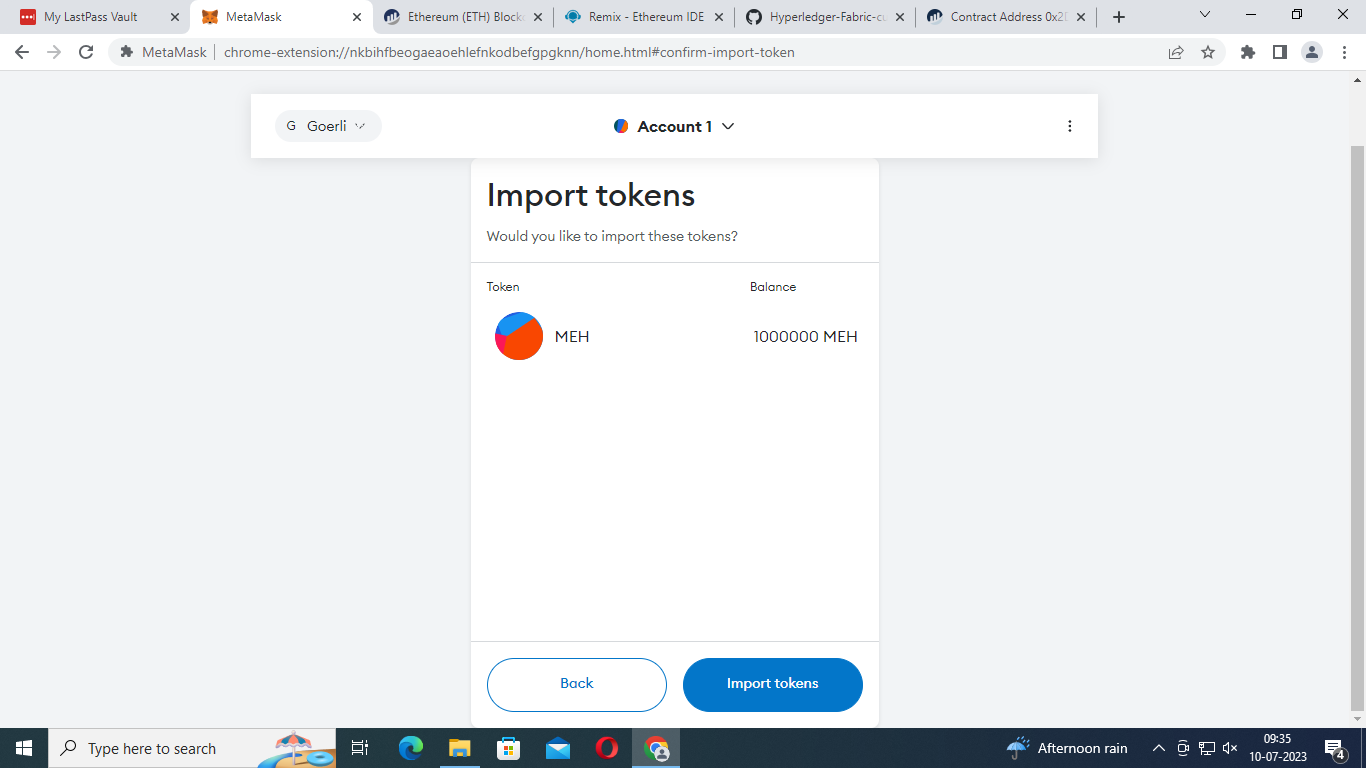 My LastPass Vault
MetaMask
Ethereum (ETH) Blockc
Remix - Ethereum IDE
Hyperledger-Fabric-cu
Contract Address 0x2
MetaMask
chrome-extension://nkbihfbeogaeaoehlefnkodbefgpgknn/home.html#confirm-import-token
G Goerli
Account 1
Import tokens
Would you like to import these tokens?
Token Balance
MEH 1000000 MEH
Back Import tokens
Type here to search
Afternoon rain
09:35
10-07-2023
4